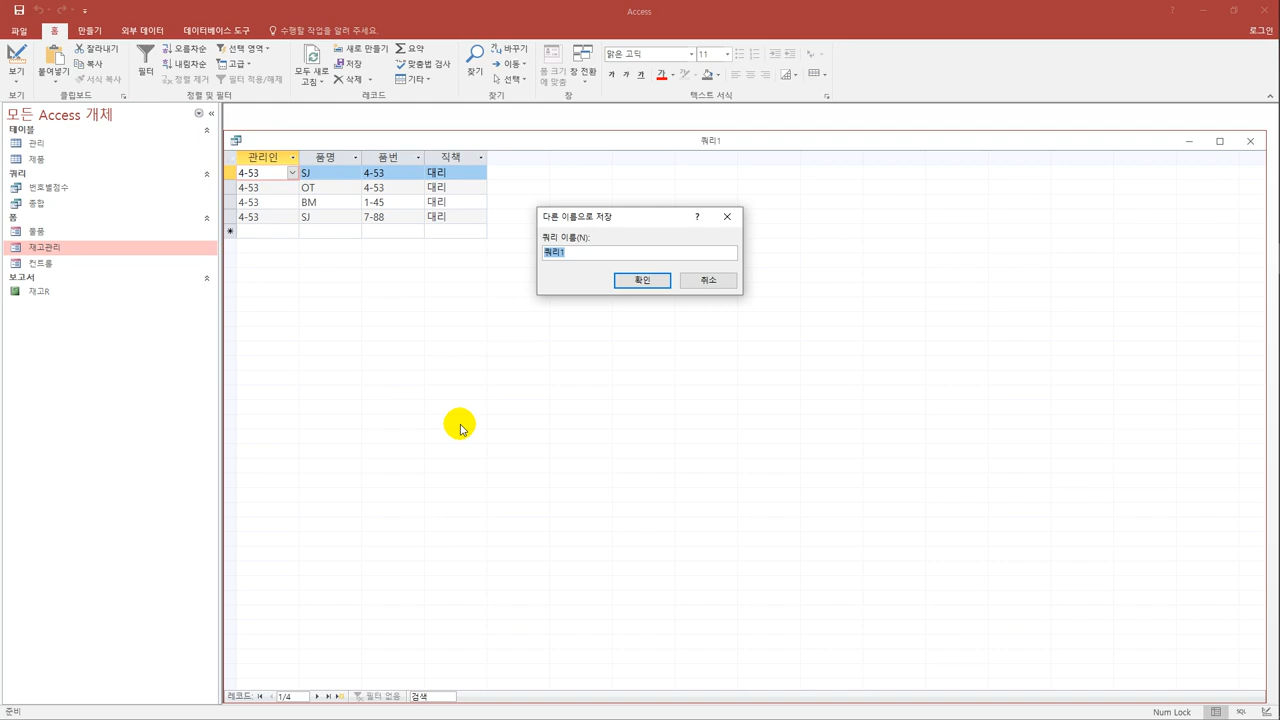 Access
로그인
파일 홈 만들기 외부 데이터 데이터베이스 도구 수행할 작업을 알려 주세요.
보기 붙여넣기 잘라내기 복사 서식 복사
필터 오름차순 내림차순 정렬 제거 선택 영역 고급 필터 적용/해제
모두 새로 고침 새로 만들기 저장 삭제 요약 맞춤법 검사 기타
찾기 바꾸기 이동 선택
폼 크기에 맞춤 창 전환
맑은 고딕 11
가 가 가 가
보기 클립보드 정렬 및 필터 레코드 찾기 창 텍스트 서식
모든 Access 개체
테이블
관리
제품
쿼리
번호별점수
종합
폼
물품
재고관리
컨트롤
보고서
재고R
쿼리1
관리인 품명 품번 직책
4-53 SJ 4-53 대리
4-53 OT 4-53 대리
4-53 BM 1-45 대리
4-53 SJ 7-88 대리
다른 이름으로 저장 ?
쿼리 이름(N):
쿼리1
확인 취소
레코드: 1/4 필터 없음 검색
준비 Num Lock SQL